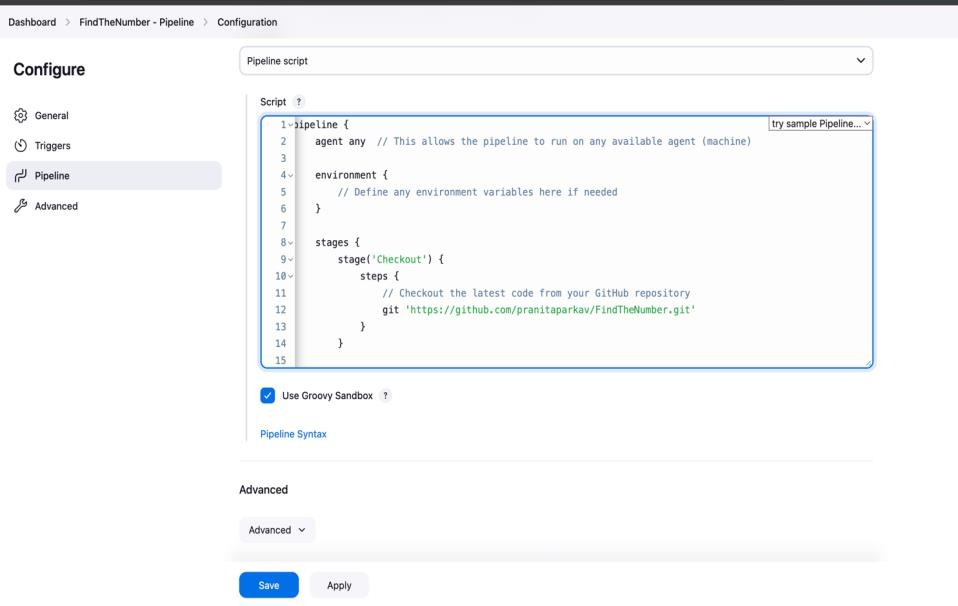 Dashboard > FindTheNumber - Pipeline > Configuration
Configure
General
Triggers
Pipeline
Advanced
Pipeline script
Script ?
try sample Pipeline...
1 pipeline {
2     agent any  // This allows the pipeline to run on any available agent (machine)
3
4     environment {
5         // Define any environment variables here if needed
6     }
7
8     stages {
9         stage('Checkout') {
10             steps {
11                 // Checkout the latest code from your GitHub repository
12                 git 'https://github.com/pranitaparkav/FindTheNumber.git'
13             }
14         }
15
Use Groovy Sandbox ?
Pipeline Syntax
Advanced
Advanced
Save Apply